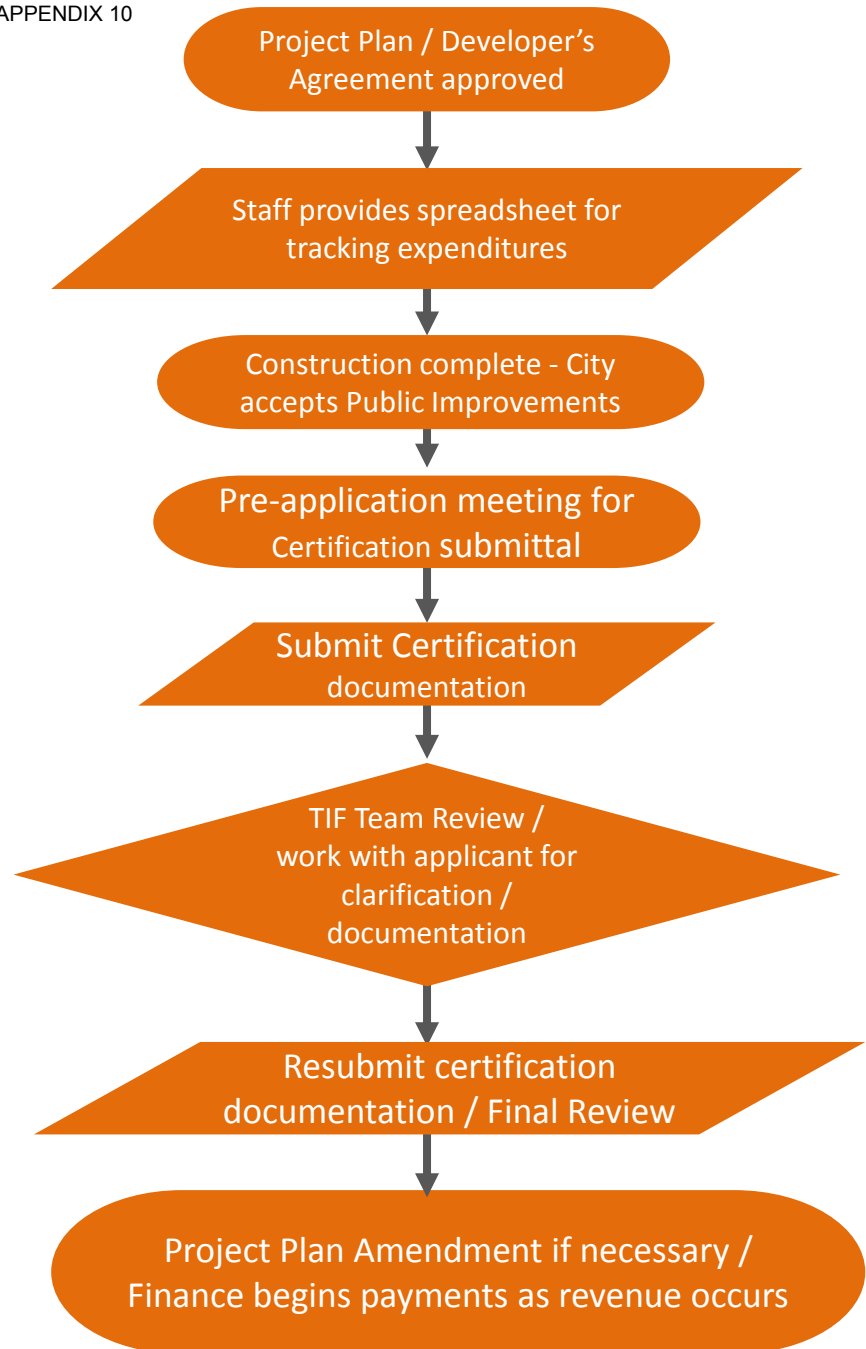 APPENDIX 10
Project Plan / Developer’s
Agreement approved
Staff provides spreadsheet for
tracking expenditures
Construction complete - City
accepts Public Improvements
Pre-application meeting for
Certification submittal
Submit Certification
documentation
TIF Team Review /
work with applicant for
clarification /
documentation
Resubmit certification
documentation / Final Review
Project Plan Amendment if necessary /
Finance begins payments as revenue occurs